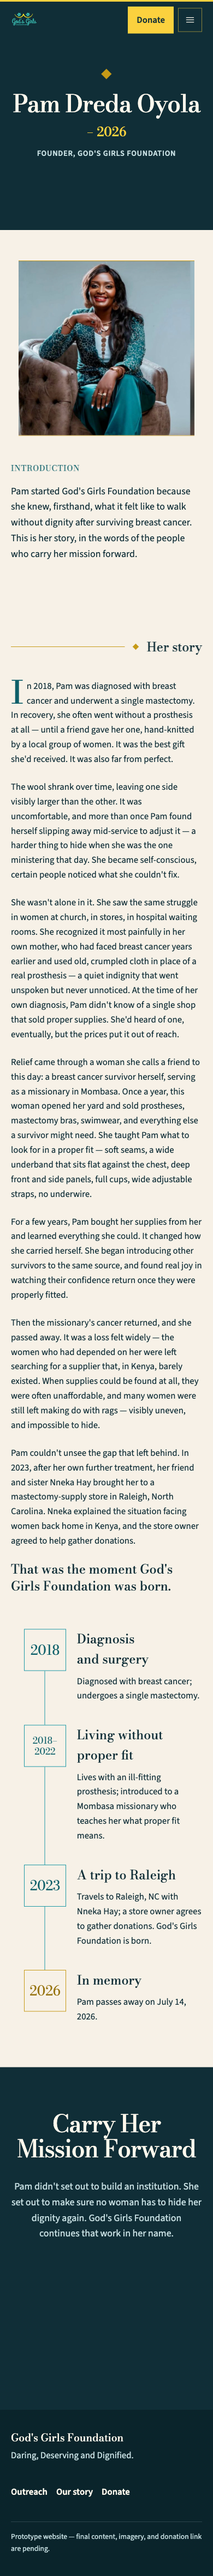 God's Girls
Donate
Pam Dreda Oyola
– 2026
FOUNDER, GOD'S GIRLS FOUNDATION
INTRODUCTION
Pam started God's Girls Foundation because
she knew, firsthand, what it felt like to walk
without dignity after surviving breast cancer.
This is her story, in the words of the people
who carry her mission forward.
Her story
In 2018, Pam was diagnosed with breast
cancer and underwent a single mastectomy.
In recovery, she often went without a prosthesis
at all — until a friend gave her one, hand-knitted
by a local group of women. It was the best gift
she'd received. It was also far from perfect.
The wool shrank over time, leaving one side
visibly larger than the other. It was
uncomfortable, and more than once Pam found
herself slipping away mid-service to adjust it — a
harder thing to hide when she was the one
ministering that day. She became self-conscious,
certain people noticed what she couldn't fix.
She wasn't alone in it. She saw the same struggle
in women at church, in stores, in hospital waiting
rooms. She recognized it most painfully in her
own mother, who had faced breast cancer years
earlier and used old, crumpled cloth in place of a
real prosthesis — a quiet indignity that went
unspoken but never unnoticed. At the time of her
own diagnosis, Pam didn't know of a single shop
that sold proper supplies. She'd heard of one,
eventually, but the prices put it out of reach.
Relief came through a woman she calls a friend to
this day: a breast cancer survivor herself, serving
as a missionary in Mombasa. Once a year, this
woman opened her yard and sold prostheses,
mastectomy bras, swimwear, and everything else
a survivor might need. She taught Pam what to
look for in a proper fit — soft seams, a wide
underband that sits flat against the chest, deep
front and side panels, full cups, wide adjustable
straps, no underwire.
For a few years, Pam bought her supplies from her
and learned everything she could. It changed how
she carried herself. She began introducing other
survivors to the same source, and found real joy in
watching their confidence return once they were
properly fitted.
Then the missionary's cancer returned, and she
passed away. It was a loss felt widely — the
women who had depended on her were left
searching for a supplier that, in Kenya, barely
existed. When supplies could be found at all, they
were often unaffordable, and many women were
still left making do with rags — visibly uneven,
and impossible to hide.
Pam couldn't unsee the gap that left behind. In
2023, after her own further treatment, her friend
and sister Nneka Hay brought her to a
mastectomy-supply store in Raleigh, North
Carolina. Nneka explained the situation facing
women back home in Kenya, and the store owner
agreed to help gather donations.
That was the moment God's
Girls Foundation was born.
2018
Diagnosis
and surgery
Diagnosed with breast cancer;
undergoes a single mastectomy.
2018–
2022
Living without
proper fit
Lives with an ill-fitting
prosthesis; introduced to a
Mombasa missionary who
teaches her what proper fit
means.
2023
A trip to Raleigh
Travels to Raleigh, NC with
Nneka Hay; a store owner agrees
to gather donations. God's Girls
Foundation is born.
2026
In memory
Pam passes away on July 14,
2026.
Carry Her
Mission Forward
Pam didn't set out to build an institution. She
set out to make sure no woman has to hide her
dignity again. God's Girls Foundation
continues that work in her name.
God's Girls Foundation
Daring, Deserving and Dignified.
Outreach Our story Donate
Prototype website — final content, imagery, and donation link
are pending.